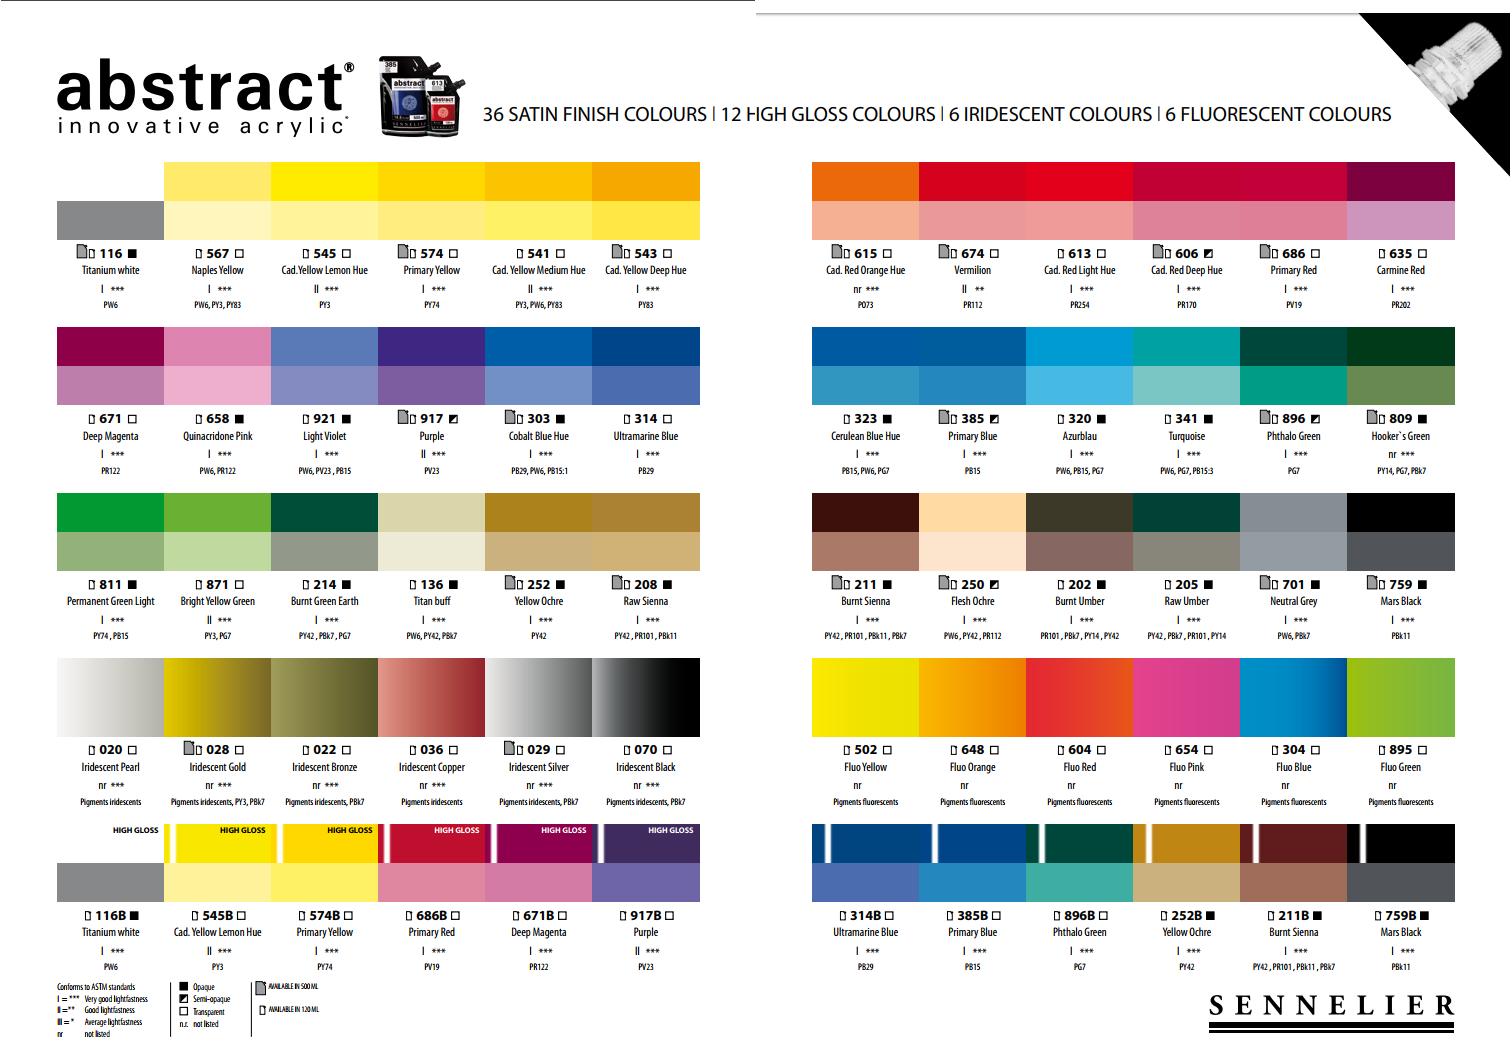 abstract®
innovative acrylic
385
abstract
SENNELIER
613
abstract
36 SATIN FINISH COLOURS | 12 HIGH GLOSS COLOURS | 6 IRIDESCENT COLOURS | 6 FLUORESCENT COLOURS
116 567 545 574 541 543
Titanium white Naples Yellow Cad.Yellow Lemon Hue Primary Yellow Cad. Yellow Medium Hue Cad. Yellow Deep Hue
I *** I *** II *** I *** II *** I ***
PW6 PW6, PY3, PY83 PY3 PY74 PY3, PW6, PY83 PY83
615 674 613 606 686 635
Cad. Red Orange Hue Vermilion Cad. Red Light Hue Cad. Red Deep Hue Primary Red Carmine Red
nr *** II ** I *** I *** I *** I ***
PO73 PR112 PR254 PR170 PV19 PR202
671 658 921 917 303 314
Deep Magenta Quinacridone Pink Light Violet Purple Cobalt Blue Hue Ultramarine Blue
I *** I *** I *** II *** I *** I ***
PR122 PW6, PR122 PW6, PV23 , PB15 PV23 PB29, PW6, PB15:1 PB29
323 385 320 341 896 809
Cerulean Blue Hue Primary Blue Azurblau Turquoise Phthalo Green Hooker`s Green
I *** I *** I *** I *** I *** nr ***
PB15, PW6, PG7 PB15 PW6, PB15, PG7 PW6, PG7, PB15:3 PG7 PY14, PG7, PBk7
811 871 214 136 252 208
Permanent Green Light Bright Yellow Green Burnt Green Earth Titan buff Yellow Ochre Raw Sienna
I *** II *** I *** I *** I *** I ***
PY74 , PB15 PY3, PG7 PY42 , PBk7 , PG7 PW6, PY42, PBk7 PY42 PY42 , PR101 , PBk11
211 250 202 205 701 759
Burnt Sienna Flesh Ochre Burnt Umber Raw Umber Neutral Grey Mars Black
I *** I *** I *** I *** I *** I ***
PY42 , PR101 , PBk11 , PBk7 PW6 , PY42 , PR112 PR101 , PBk7 , PY14 , PY42 PY42 , PBk7 , PR101 , PY14 PW6, PBk7 PBk11
020 028 022 036 029 070
Iridescent Pearl Iridescent Gold Iridescent Bronze Iridescent Copper Iridescent Silver Iridescent Black
nr *** nr *** nr *** nr *** nr *** nr ***
Pigments iridescents Pigments iridescents, PY3, PBk7 Pigments iridescents, PBk7 Pigments iridescents Pigments iridescents, PBk7 Pigments iridescents, PBk7
502 648 604 654 304 895
Fluo Yellow Fluo Orange Fluo Red Fluo Pink Fluo Blue Fluo Green
nr nr nr nr nr nr
Pigments fluorescents Pigments fluorescents Pigments fluorescents Pigments fluorescents Pigments fluorescents Pigments fluorescents
HIGH GLOSS HIGH GLOSS HIGH GLOSS HIGH GLOSS HIGH GLOSS HIGH GLOSS
116B 545B 574B 686B 671B 917B
Titanium white Cad. Yellow Lemon Hue Primary Yellow Primary Red Deep Magenta Purple
I *** II *** I *** I *** I *** II ***
PW6 PY3 PY74 PV19 PR122 PV23
314B 385B 896B 252B 211B 759B
Ultramarine Blue Primary Blue Phthalo Green Yellow Ochre Burnt Sienna Mars Black
I *** I *** I *** I *** I *** I ***
PB29 PB15 PG7 PY42 PY42 , PR101 , PBk11 , PBk7 PBk11
Conforms to ASTM standards
I = *** Very good lightfastness
II =** Good lightfastness
III = * Average lightfastness
nr not listed
Opaque
Semi-opaque
Transparent
n.r. not listed
AVAILABLE IN 500 ML
AVAILABLE IN 120 ML
SENNELIER